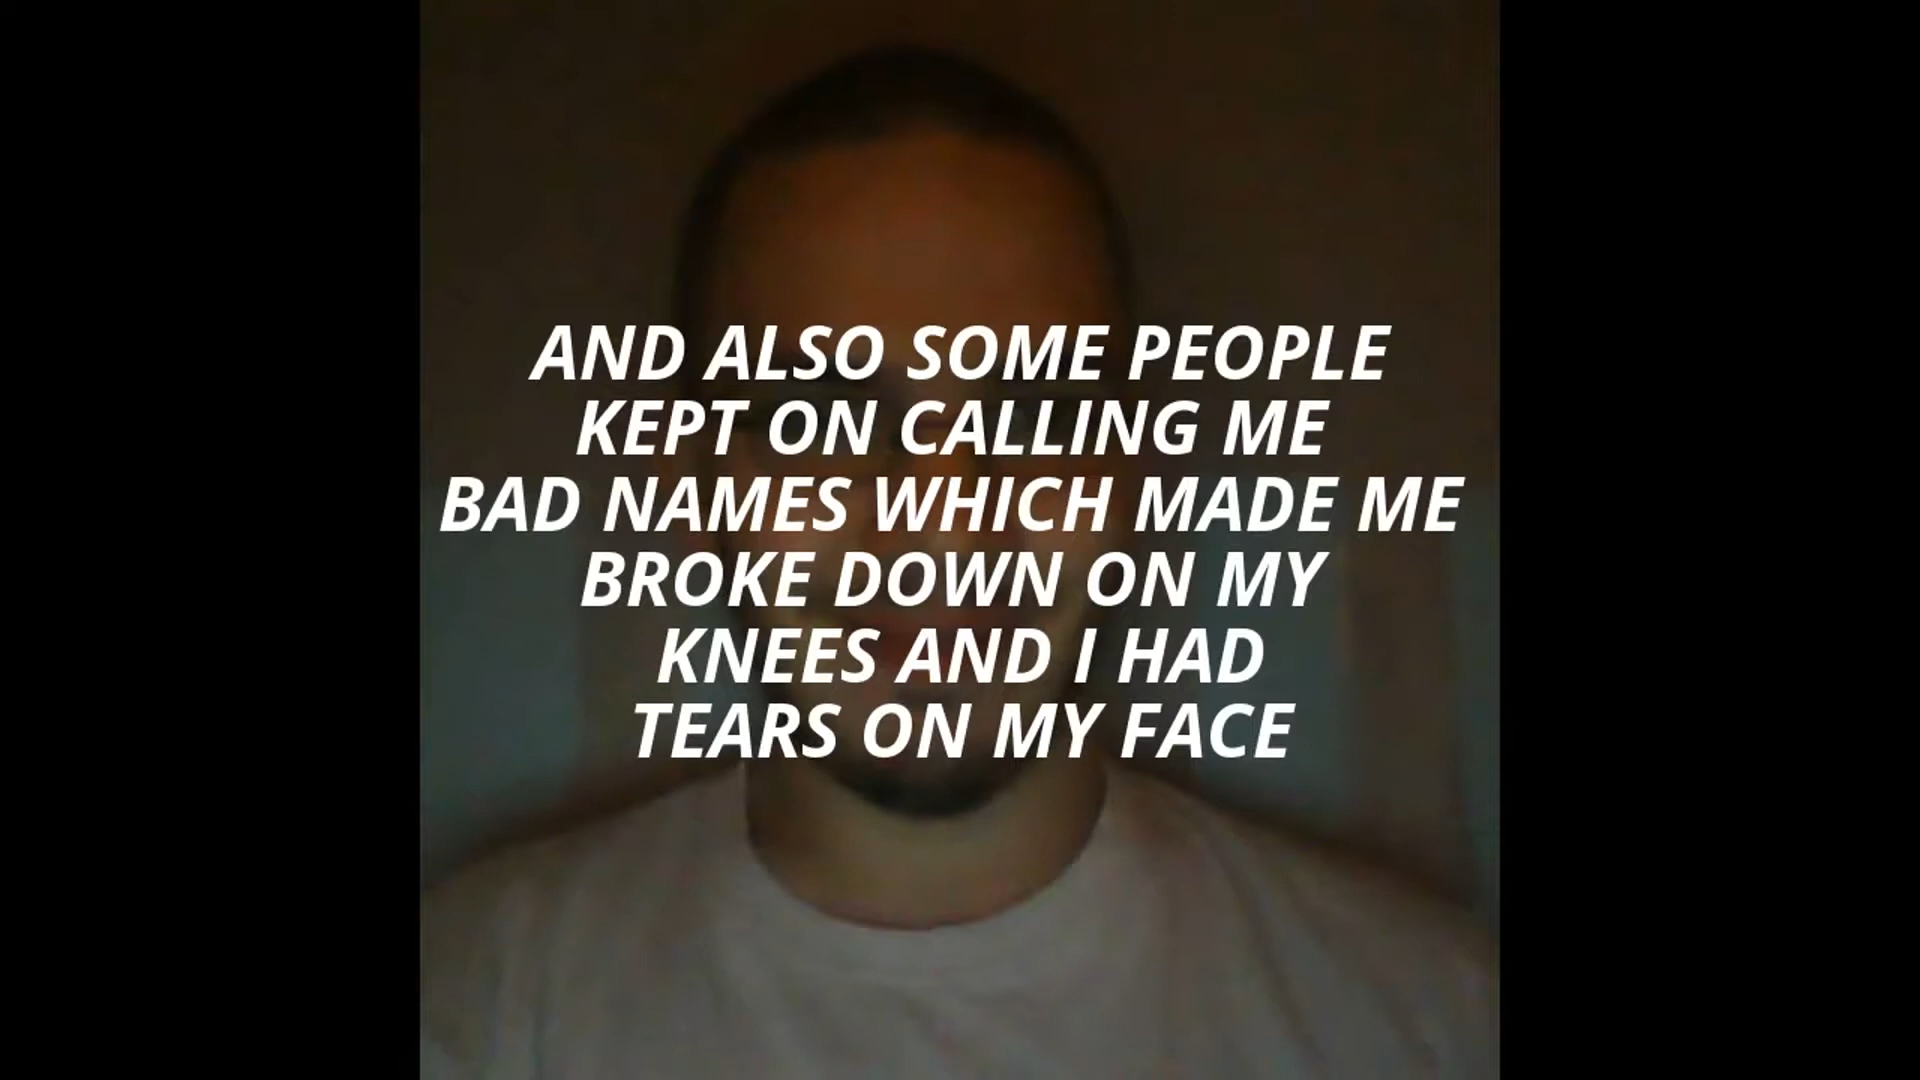 AND ALSO SOME PEOPLE
KEPT ON CALLING ME
BAD NAMES WHICH MADE ME
BROKE DOWN ON MY
KNEES AND I HAD
TEARS ON MY FACE